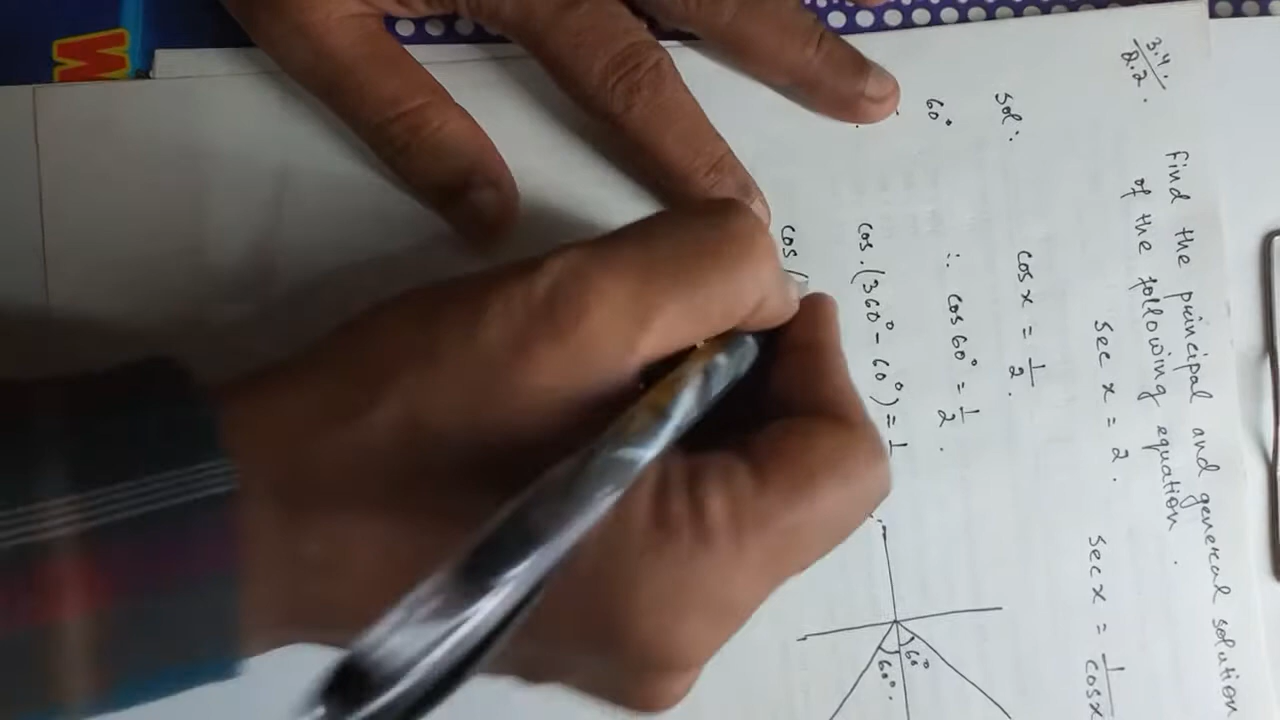 3.4.
8.2.
Find the principal and general solution
of the following equation.
sec x = 2. sec x = 1/cosx
Sol: cos x = 1/2.
60° ∴ cos 60° = 1/2.
cos.(360° - 60°) = 1
cos (
60°
60°.